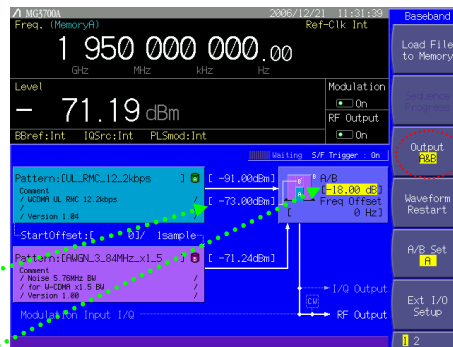 MG3700A 2006/12/21 11:31:39
Freq. (MemoryA) Ref-Clk Int
1 950 000 000.00
GHz MHz kHz Hz
Level
- 71.19 dBm
Modulation
On
RF Output
On
BBref:Int IQSrc:Int PLSmod:Int
Waiting S/F Trigger : On
Pattern:[UL_RMC_12_2kbps ]
Comment
/ WCDMA UL RMC 12.2kbps /
/ /
/ Version 1.04 /
[ -91.00dBm]
[ -73.00dBm]
A/B
[-18.00 dB]
Freq Offset
[ 0 Hz]
StartOffset:[ 0]/ 1sample
Pattern:[AWGN_3_84MHz_x1_5 ]
Comment
/ Noise 5.76MHz BW /
/ for W-CDMA x1.5 BW /
/ Version 1.00 /
[ -71.24dBm]
I/Q Output
CW
Modulation Input I/Q
RF Output
Baseband
Load File
to Memory
Sequence
Progress
Output
A&B
Waveform
Restart
A/B Set
A
Ext I/O
Setup
1 2